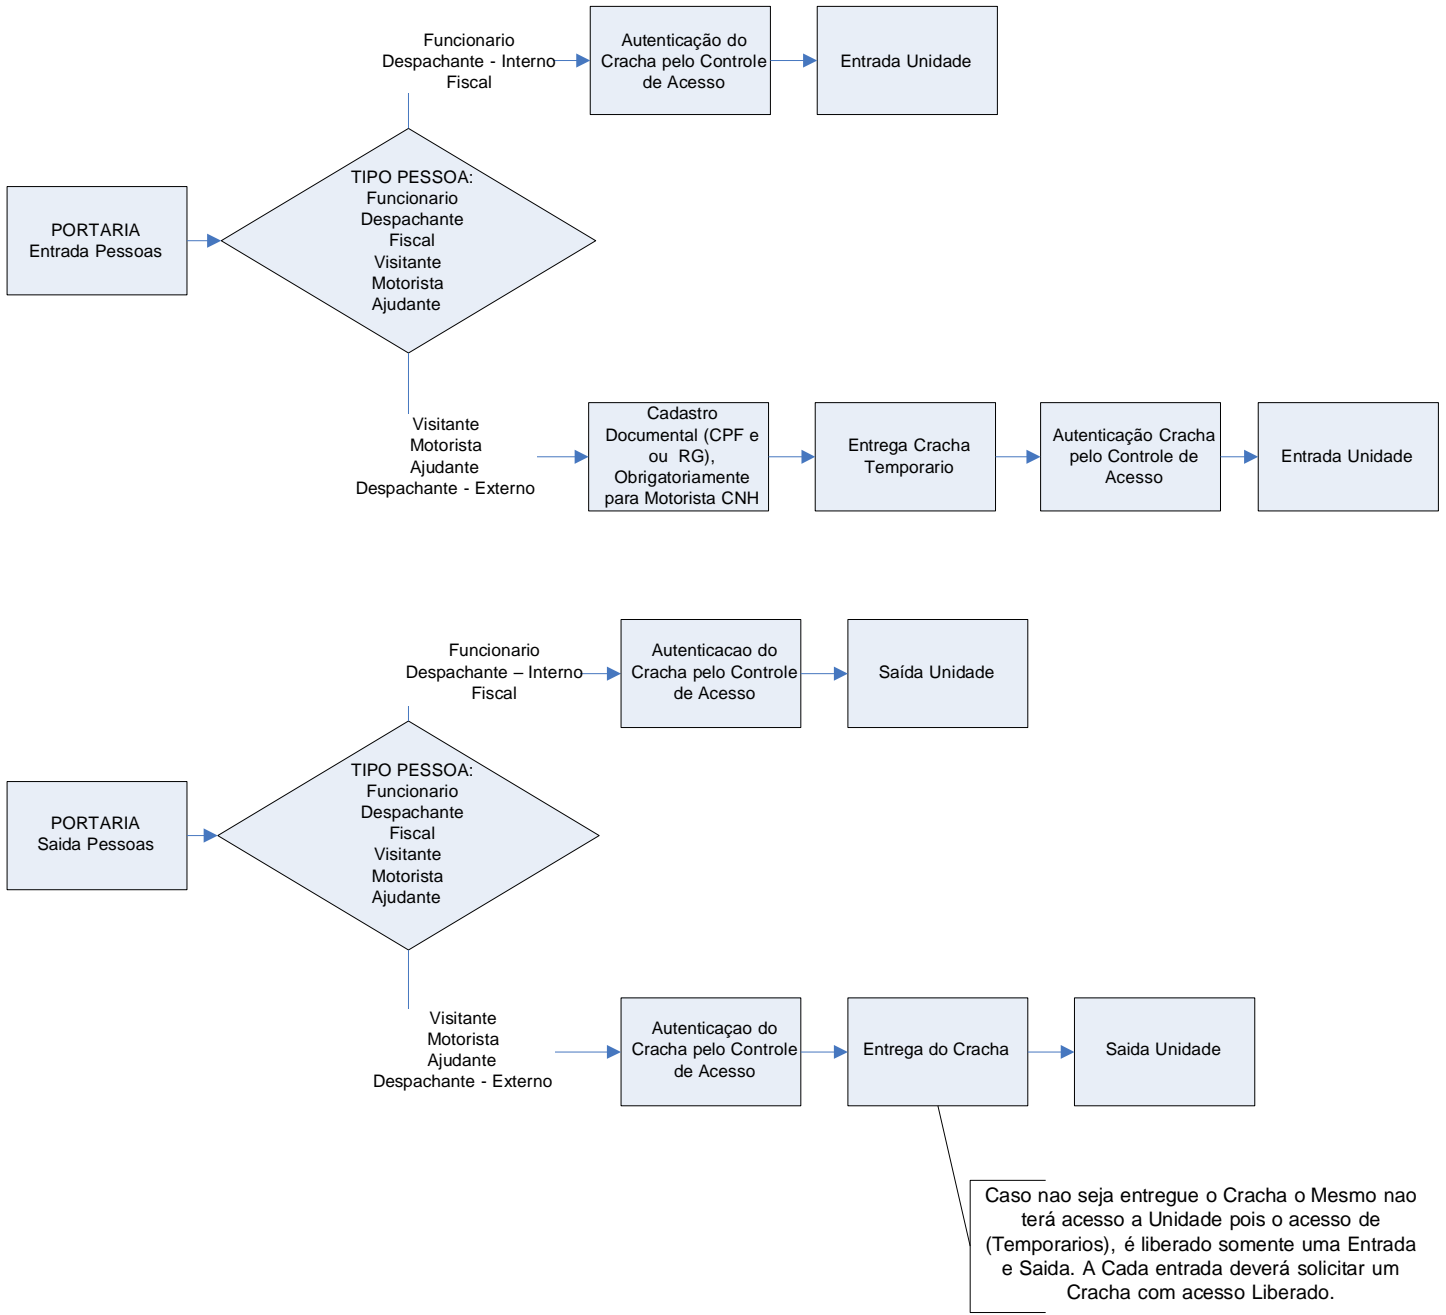 Funcionario
Despachante - Interno
Fiscal
Autenticação do
Cracha pelo Controle
de Acesso
Entrada Unidade
PORTARIA
Entrada Pessoas
TIPO PESSOA:
Funcionario
Despachante
Fiscal
Visitante
Motorista
Ajudante
Visitante
Motorista
Ajudante
Despachante - Externo
Cadastro
Documental (CPF e
ou RG),
Obrigatoriamente
para Motorista CNH
Entrega Cracha
Temporario
Autenticação Cracha
pelo Controle de
Acesso
Entrada Unidade
Funcionario
Despachante – Interno
Fiscal
Autenticacao do
Cracha pelo Controle
de Acesso
Saída Unidade
PORTARIA
Saida Pessoas
TIPO PESSOA:
Funcionario
Despachante
Fiscal
Visitante
Motorista
Ajudante
Visitante
Motorista
Ajudante
Despachante - Externo
Autenticaçao do
Cracha pelo Controle
de Acesso
Entrega do Cracha
Saida Unidade
Caso nao seja entregue o Cracha o Mesmo nao
terá acesso a Unidade pois o acesso de
(Temporarios), é liberado somente uma Entrada
e Saida. A Cada entrada deverá solicitar um
Cracha com acesso Liberado.